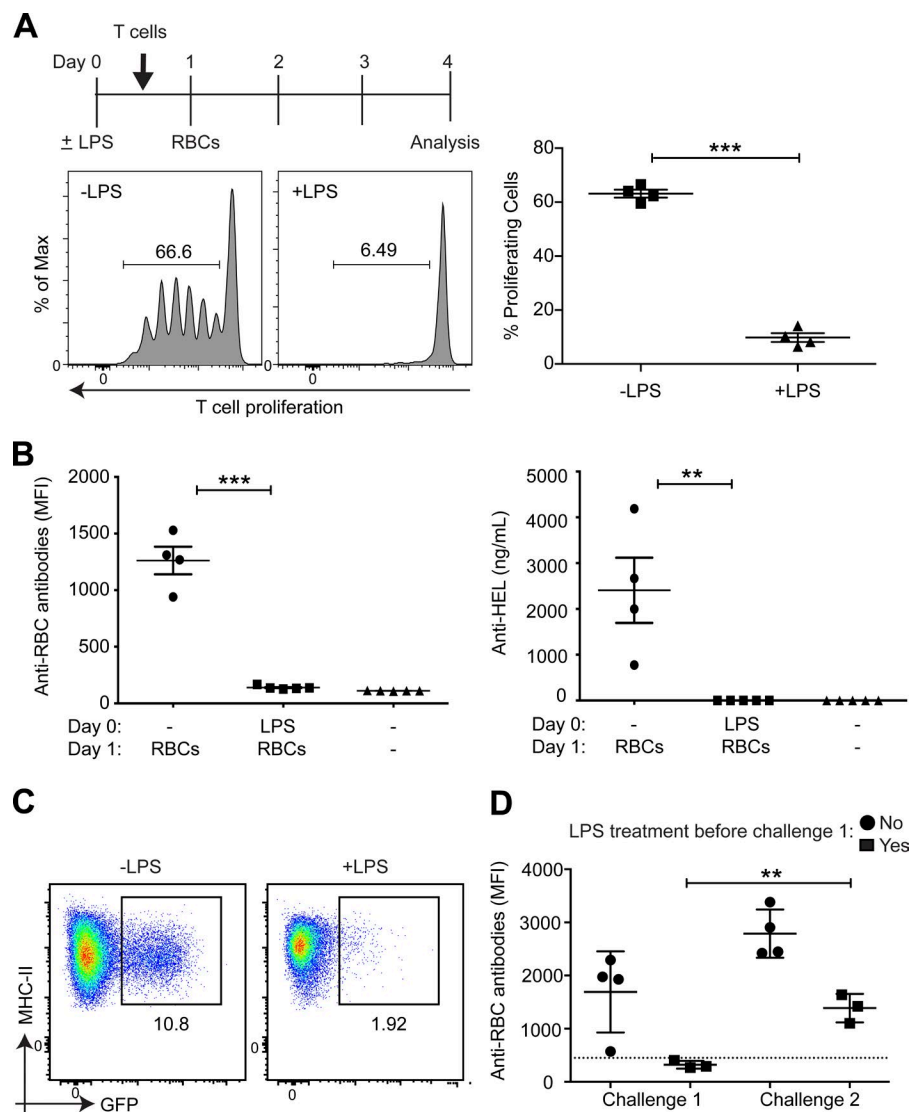 A
T cells
Day 0 1 2 3 4
± LPS RBCs Analysis
-LPS
66.6
+LPS
6.49
% of Max
0 0
0 0
T cell proliferation
***
% Proliferating Cells
80
60
40
20
0
-LPS +LPS
B
***
Anti-RBC antibodies (MFI)
2000
1500
1000
500
0
Day 0: - LPS -
Day 1: RBCs RBCs -
**
Anti-HEL (ng/mL)
5000
4000
3000
2000
1000
0
Day 0: - LPS -
Day 1: RBCs RBCs -
C
-LPS +LPS
10.8 1.92
MHC-II
0 0
0 0
GFP
D
LPS treatment before challenge 1: No
Yes
**
Anti-RBC antibodies (MFI)
4000
3000
2000
1000
0
Challenge 1 Challenge 2